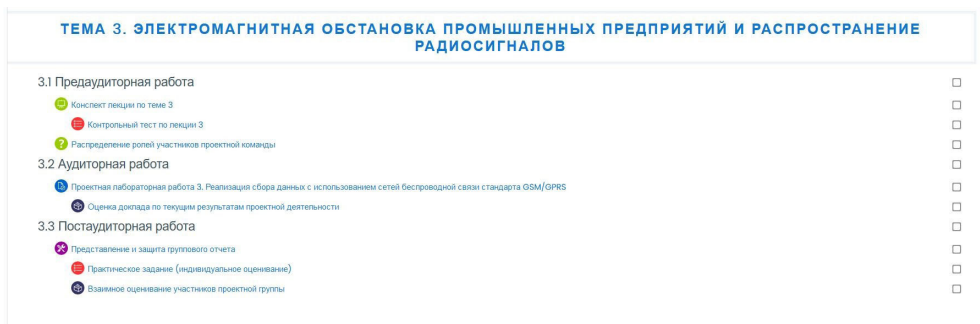 ТЕМА 3. ЭЛЕКТРОМАГНИТНАЯ ОБСТАНОВКА ПРОМЫШЛЕННЫХ ПРЕДПРИЯТИЙ И РАСПРОСТРАНЕНИЕ
РАДИОСИГНАЛОВ
3.1 Предаудиторная работа
Конспект лекции по теме 3
Контрольный тест по лекции 3
Распределение ролей участников проектной команды
3.2 Аудиторная работа
Проектная лабораторная работа 3. Реализация сбора данных с использованием сетей беспроводной связи стандарта GSM/GPRS
Оценка доклада по текущим результатам проектной деятельности
3.3 Постаудиторная работа
Представление и защита группового отчета
Практическое задание (индивидуальное оценивание)
Взаимное оценивание участников проектной группы